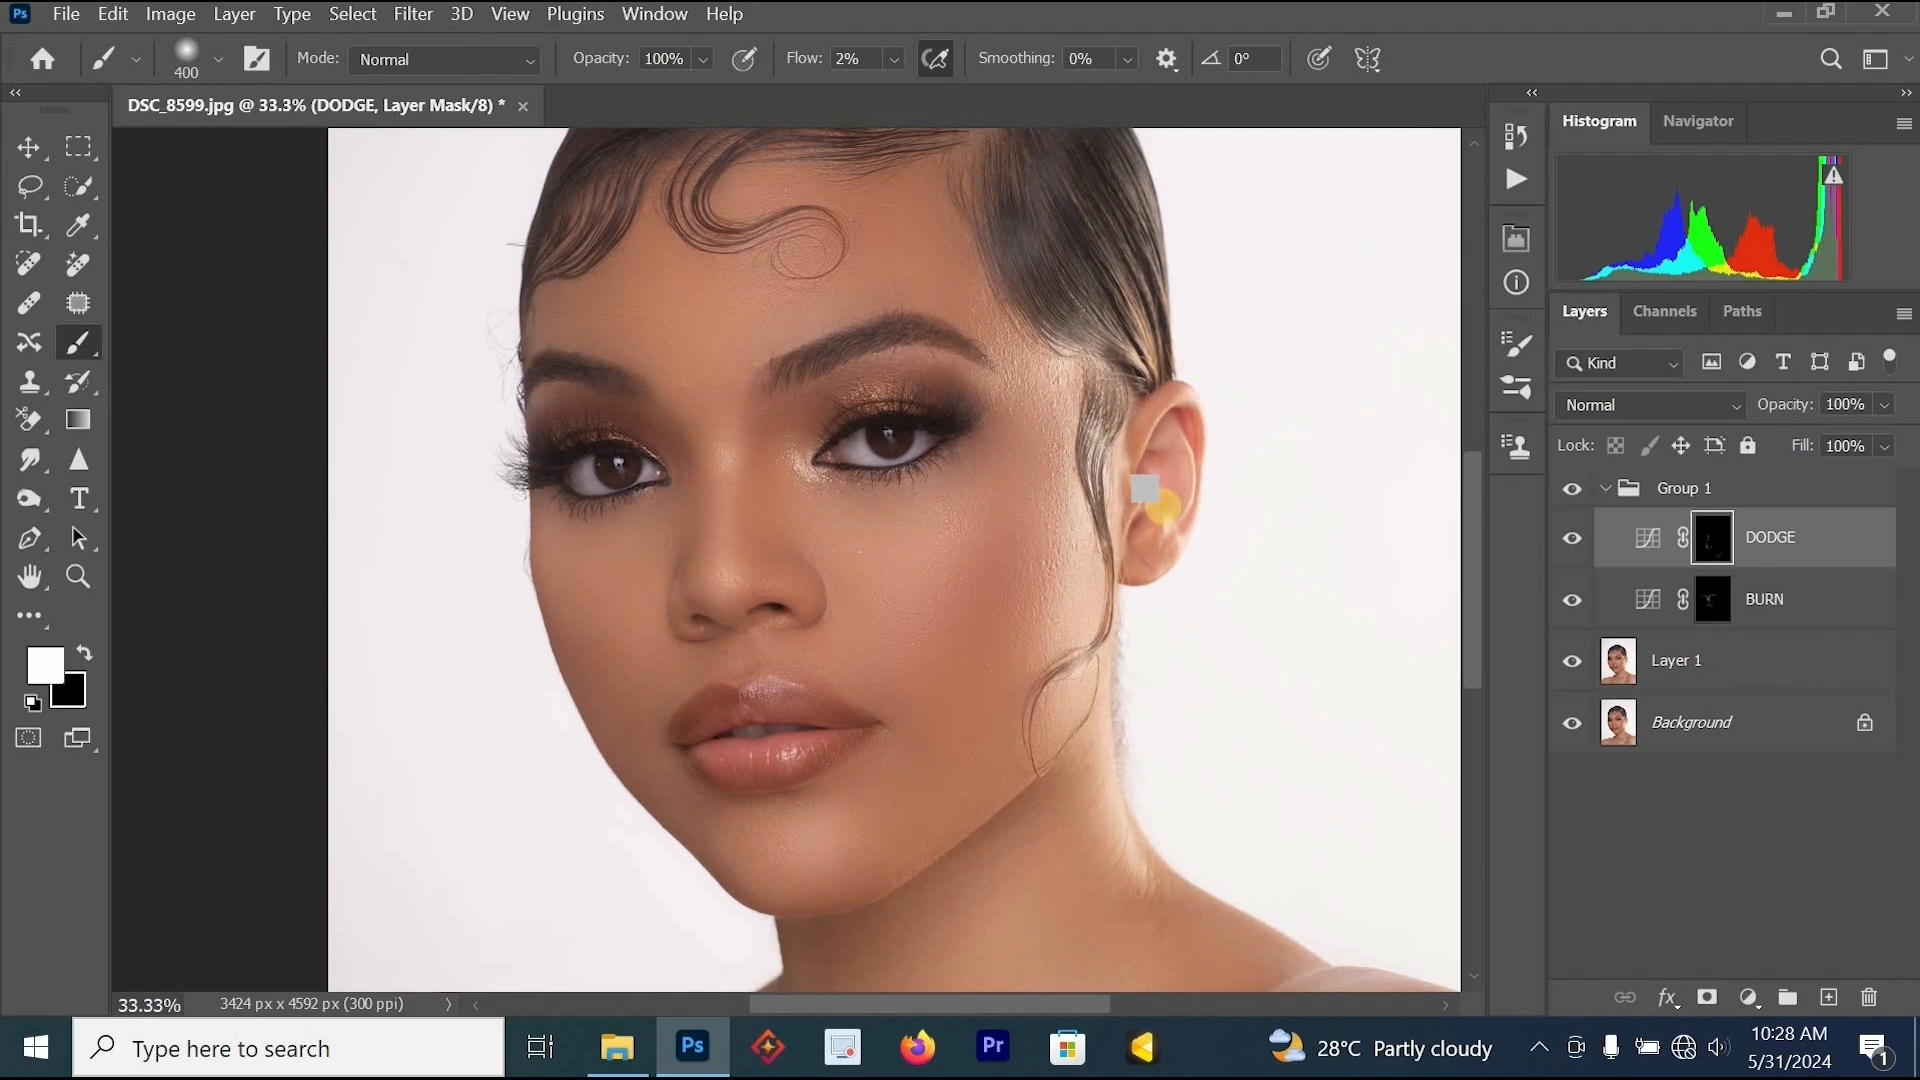 Ps File Edit Image Layer Type Select Filter 3D View Plugins Window Help
400 Mode: Normal Opacity: 100% Flow: 2% Smoothing: 0% 0°
DSC_8599.jpg @ 33.3% (DODGE, Layer Mask/8) *
Histogram Navigator
Layers Channels Paths
Kind
Normal Opacity: 100%
Lock: Fill: 100%
Group 1
DODGE
BURN
Layer 1
Background
33.33% 3424 px x 4592 px (300 ppi)
Type here to search
Ps
Pr
28°C Partly cloudy
10:28 AM
5/31/2024
1